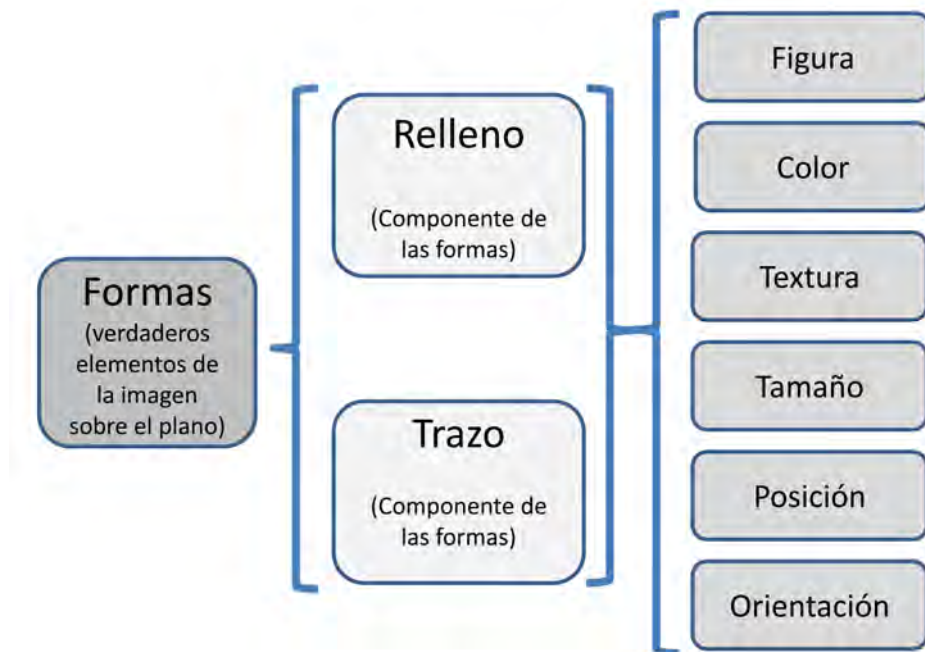 Formas
(verdaderos
elementos de
la imagen
sobre el plano)
Relleno
(Componente de
las formas)
Trazo
(Componente de
las formas)
Figura
Color
Textura
Tamaño
Posición
Orientación